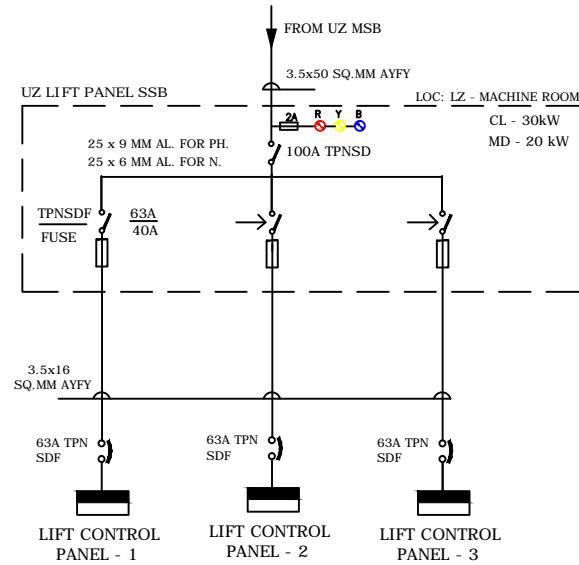 FROM UZ MSB
3.5x50 SQ.MM AYFY
UZ LIFT PANEL SSB
LOC: LZ - MACHINE ROOM
CL - 30kW
MD - 20 kW
2A
R
Y
B
25 x 9 MM AL. FOR PH.
25 x 6 MM AL. FOR N.
100A TPNSD
TPNSDF
FUSE
63A
40A
3.5x16
SQ.MM AYFY
63A TPN
SDF
63A TPN
SDF
63A TPN
SDF
LIFT CONTROL
PANEL - 1
LIFT CONTROL
PANEL - 2
LIFT CONTROL
PANEL - 3